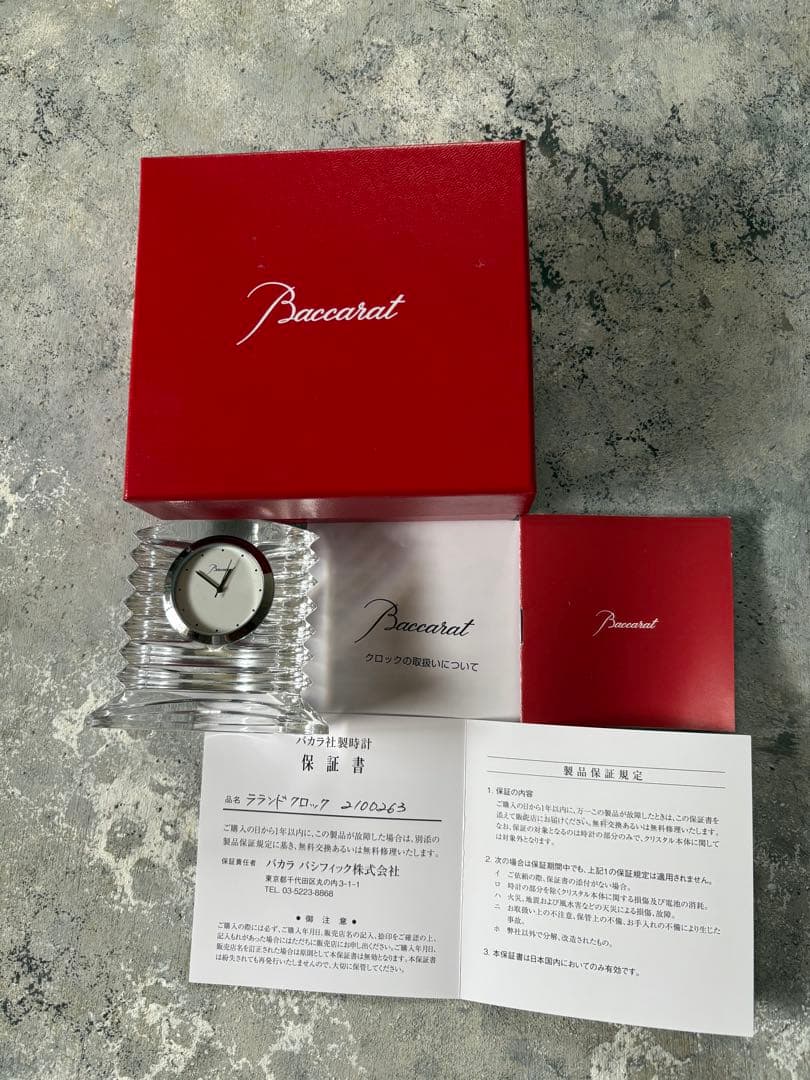 Baccarat
Baccarat
Baccarat
クロックの取扱いについて
Baccarat
バカラ社製時計
保証書
品名 ラランドクロック 2100263
ご購入の日から1年以内に、この製品が故障した場合は、別添の
製品保証規定に基き、無料交換あるいは無料修理いたします。
保証責任者 バカラ パシフィック株式会社
東京都千代田区丸の内3-1-1
TEL. 03-5223-8868
●御注意●
ご購入の際には必ず、ご購入年月日、販売店名の記入、捺印をご確認の上、
記入もれがあった場合にはただちに販売店にお申し出ください。ご購入年月日、
販売店名を訂正された場合は原則として本保証書は無効となります。本保証書
は紛失されても再発行いたしませんので、大切に保管してください。
製品保証規定
1. 保証の内容
ご購入の日から1年以内に、万一この製品が故障したときは、この保証書を
添えて販売店にお届けください。無料交換あるいは無料修理いたします。
なお、保証の対象となるのは時計の部分のみで、クリスタル本体に関して
は対象外となります。
2. 次の場合は保証期間中でも、上記1の保証規定は適用されません。
イ ご依頼の際、保証書の添付がない場合。
ロ 時計の部分を除くクリスタル本体に関する損傷及び電池の消耗。
ハ 火災、地震および風水害などの天災による損傷、故障。
ニ お取扱い上の不注意、保管上の不備、お手入れの不備により生じた
事故。
ホ 弊社以外で分解、改造されたもの。
3. 本保証書は日本国内においてのみ有効です。